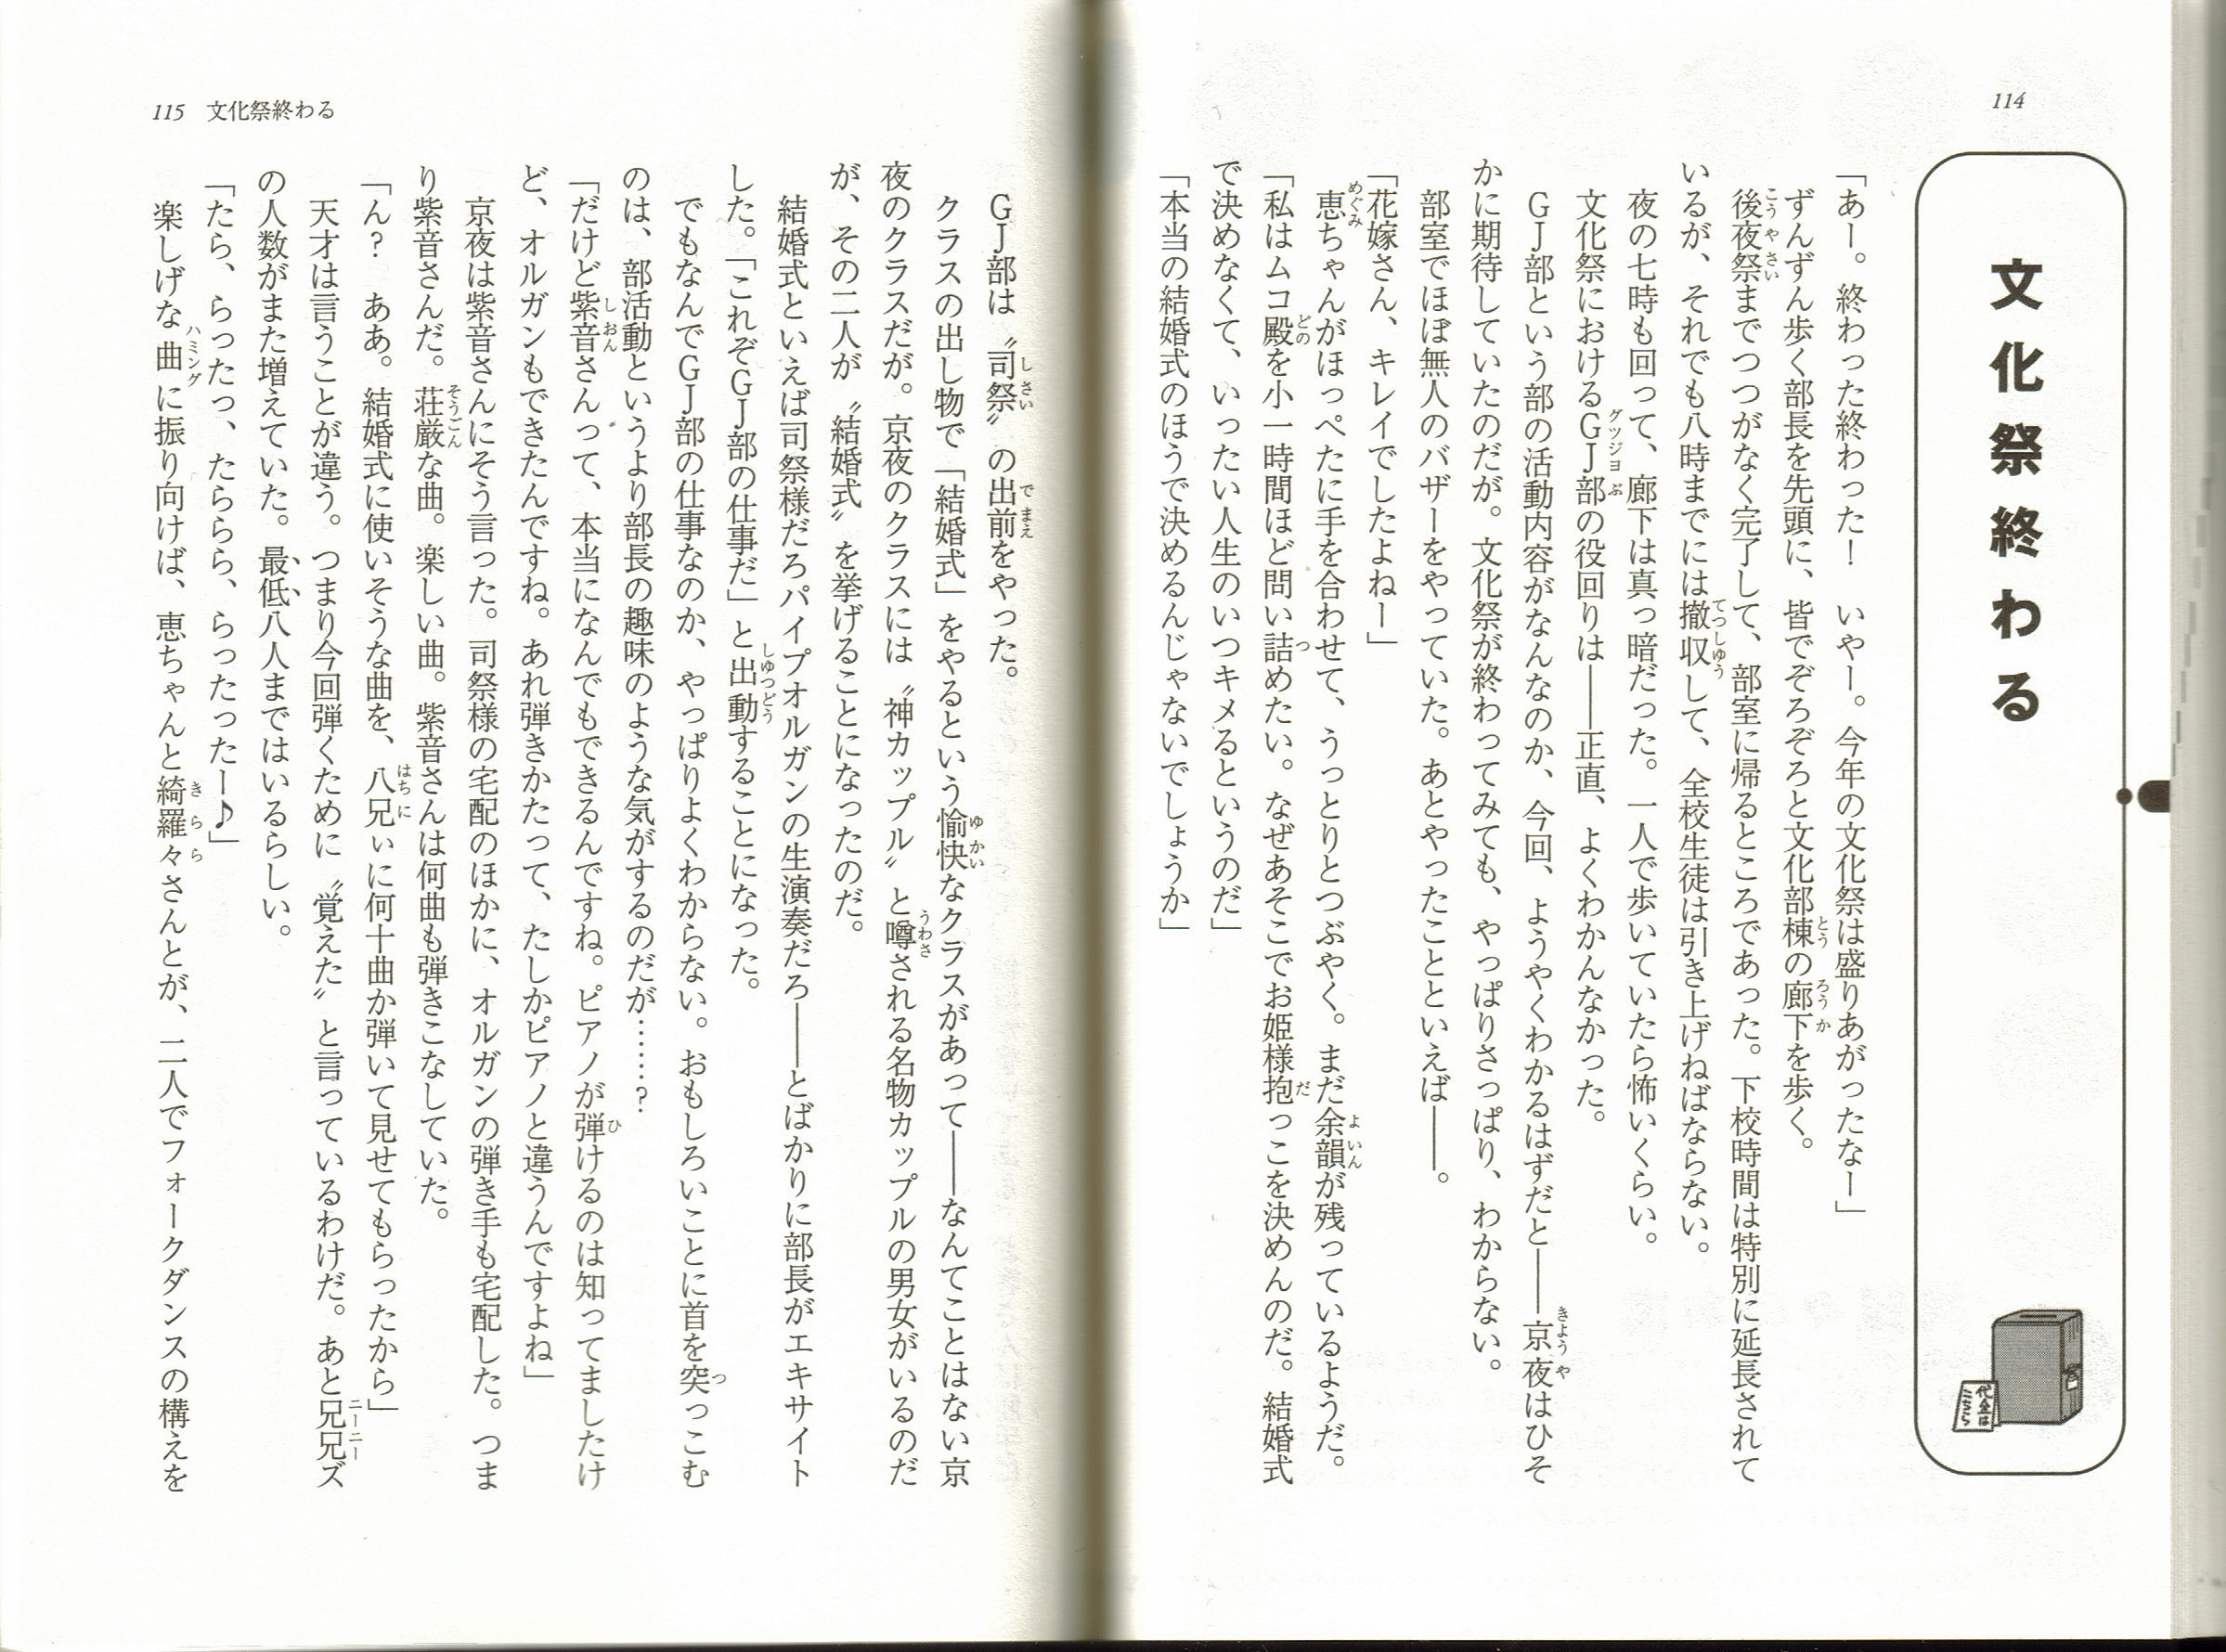 114
文化祭終わる
代金は
こちら
「あー。終わった終わった！　いやー。今年の文化祭は盛りあがったなー」
ずんずん歩く部長を先頭に、皆でぞろぞろと文化部棟の廊下を歩く。
後夜祭までつつがなく完了して、部室に帰るところであった。下校時間は特別に延長されて
いるが、それでも八時までには撤収して、全校生徒は引き上げねばならない。
夜の七時も回って、廊下は真っ暗だった。一人で歩いていたら怖いくらい。
文化祭におけるＧＪ部の役回りは――正直、よくわかんなかった。
ＧＪ部という部の活動内容がなんなのか、今回、ようやくわかるはずだと――京夜はひそ
かに期待していたのだが。文化祭が終わってみても、やっぱりさっぱり、わからない。
部室でほぼ無人のバザーをやっていた。あとやったことといえば――。
「花嫁さん、キレイでしたよねー」
恵ちゃんがほっぺたに手を合わせて、うっとりとつぶやく。まだ余韻が残っているようだ。
「私はムコ殿を小一時間ほど問い詰めたい。なぜあそこでお姫様抱っこを決めんのだ。結婚式
で決めなくて、いったい人生のいつキメるというのだ」
「本当の結婚式のほうで決めるんじゃないでしょうか」
115　文化祭終わる
ＧＪ部は〝司祭〟の出前をやった。
クラスの出し物で「結婚式」をやるという愉快なクラスがあって――なんてことはない京
夜のクラスだが。京夜のクラスには〝神カップル〟と噂される名物カップルの男女がいるのだ
が、その二人が〝結婚式〟を挙げることになったのだ。
結婚式といえば司祭様だろパイプオルガンの生演奏だろ――とばかりに部長がエキサイト
した。「これぞＧＪ部の仕事だ」と出動することになった。
でもなんでＧＪ部の仕事なのか、やっぱりよくわからない。おもしろいことに首を突っこむ
のは、部活動というより部長の趣味のような気がするのだが……？
「だけど紫音さんって、本当になんでもできるんですね。ピアノが弾けるのは知ってましたけ
ど、オルガンもできたんですね。あれ弾きかたって、たしかピアノと違うんですよね」
京夜は紫音さんにそう言った。司祭様の宅配のほかに、オルガンの弾き手も宅配した。つま
り紫音さんだ。荘厳な曲。楽しい曲。紫音さんは何曲も弾きこなしていた。
「ん？　ああ。結婚式に使いそうな曲を、八兄ぃに何十曲か弾いて見せてもらったから」
天才は言うことが違う。つまり今回弾くために〝覚えた〟と言っているわけだ。あと兄兄ズ
の人数がまた増えていた。最低八人まではいるらしい。
「たら、らったっ、たららら、らったったー♪」
楽しげな曲に振り向けば、恵ちゃんと綺羅々さんとが、二人でフォークダンスの構えを